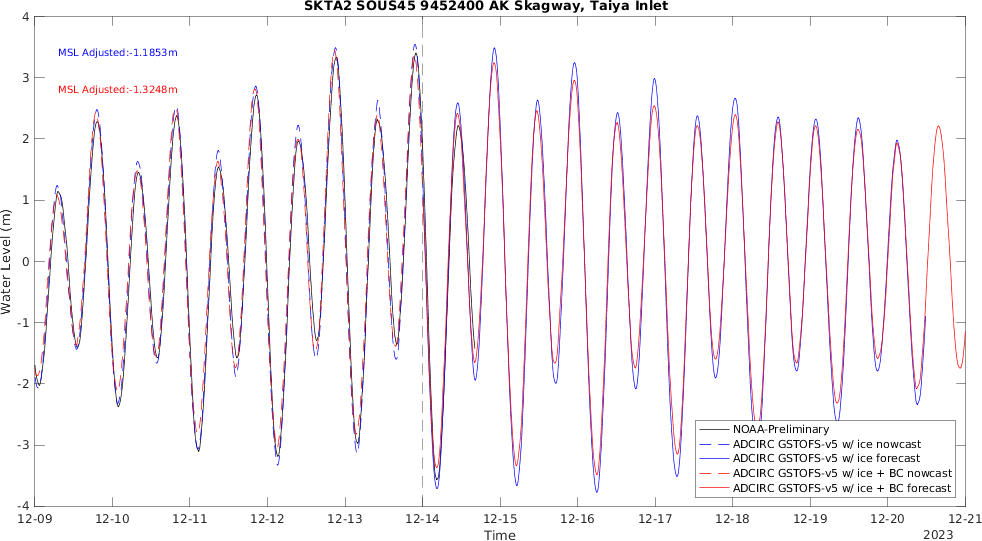 SKTA2 SOUS45 9452400 AK Skagway, Taiya Inlet
4
MSL Adjusted:-1.1853m
3
MSL Adjusted:-1.3248m
2
1
0
-1
-2
-3
-4
Water Level (m)
NOAA-Preliminary
ADCIRC GSTOFS-v5 w/ ice nowcast
ADCIRC GSTOFS-v5 w/ ice forecast
ADCIRC GSTOFS-v5 w/ ice + BC nowcast
ADCIRC GSTOFS-v5 w/ ice + BC forecast
12-09 12-10 12-11 12-12 12-13 12-14 12-15 12-16 12-17 12-18 12-19 12-20 12-21
Time
2023